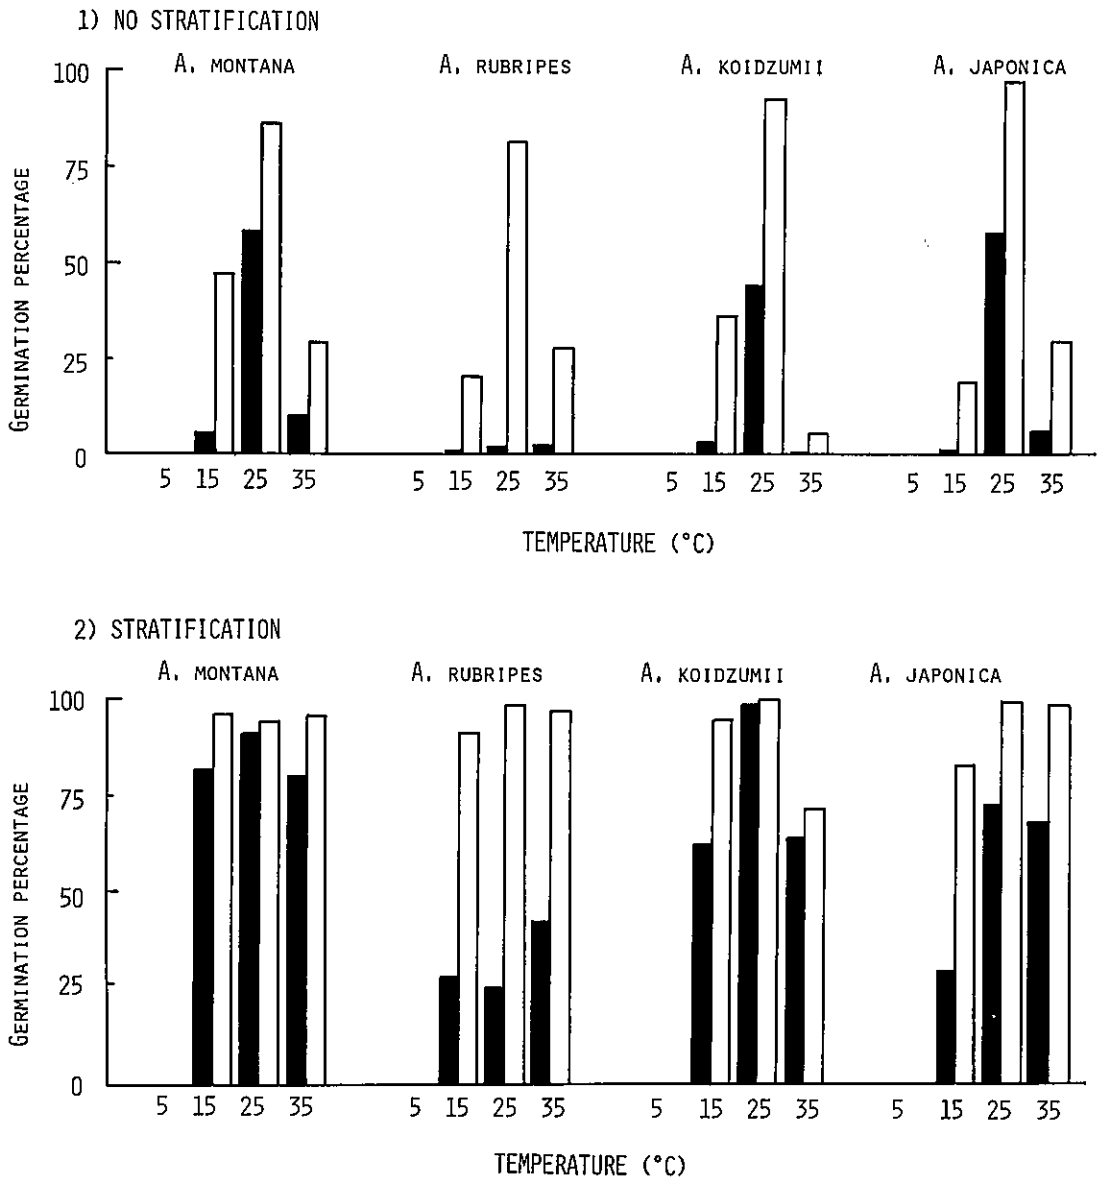 1) NO STRATIFICATION
A. MONTANA A. RUBRIPES A. KOIDZUMII A. JAPONICA
100
75
50
25
0
GERMINATION PERCENTAGE
5 15 25 35 5 15 25 35 5 15 25 35 5 15 25 35
TEMPERATURE (°C)
2) STRATIFICATION
A. MONTANA A. RUBRIPES A. KOIDZUMII A. JAPONICA
100
75
50
25
0
GERMINATION PERCENTAGE
5 15 25 35 5 15 25 35 5 15 25 35 5 15 25 35
TEMPERATURE (°C)